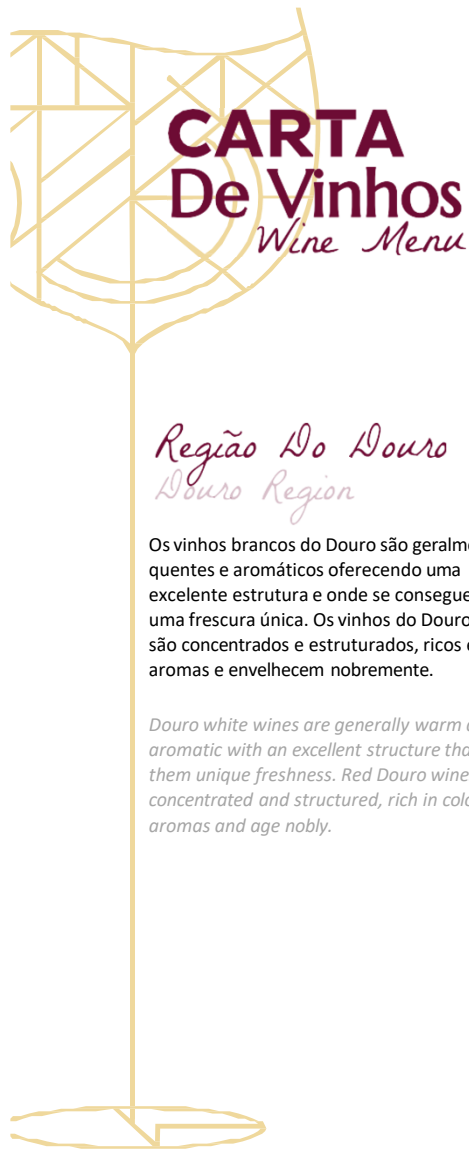 CARTA
De Vinhos
Wine Menu
Região Do Douro
Douro Region
Os vinhos brancos do Douro são
quentes e aromáticos oferecendo uma
excelente estrutura e onde se
uma frescura única. Os vinhos do Douro
são concentrados e estruturados, ricos
aromas e envelhecem nobremente.
Douro white wines are generally warm
aromatic with an excellent structure
them unique freshness. Red Douro
concentrated and structured, rich in
aromas and age nobly.